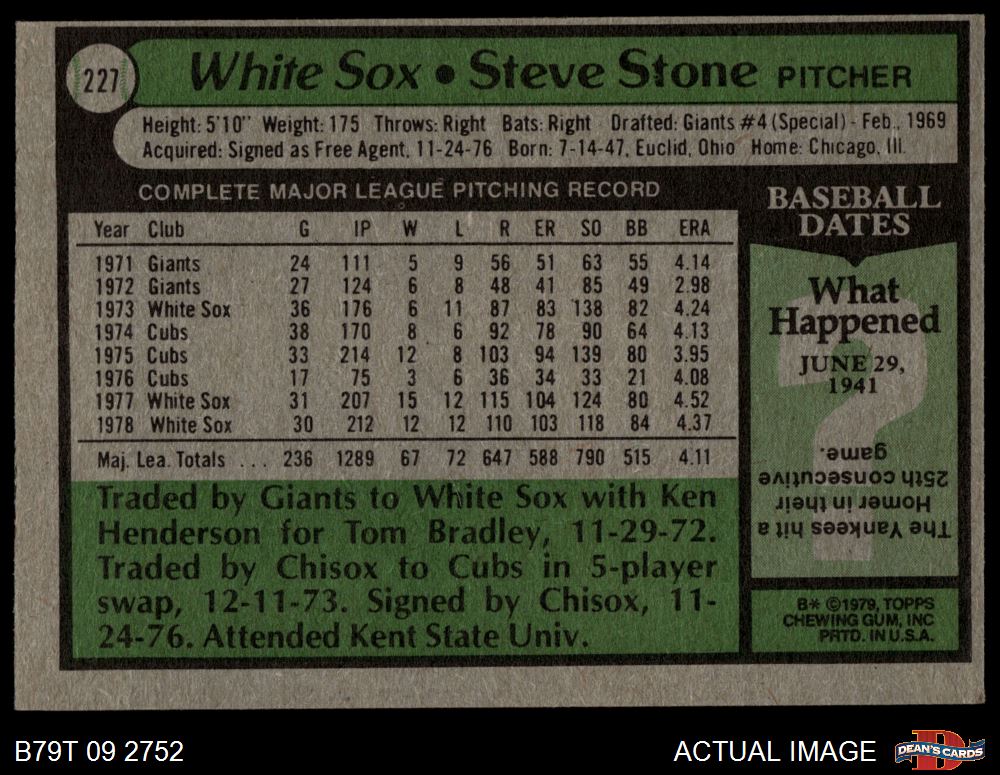 227
White Sox • Steve Stone PITCHER
Height: 5'10" Weight: 175 Throws: Right Bats: Right Drafted: Giants #4 (Special) - Feb., 1969
Acquired: Signed as Free Agent, 11-24-76 Born: 7-14-47, Euclid, Ohio Home: Chicago, Ill.
COMPLETE MAJOR LEAGUE PITCHING RECORD
Year Club G IP W L R ER SO BB ERA
1971 Giants 24 111 5 9 56 51 63 55 4.14
1972 Giants 27 124 6 8 48 41 85 49 2.98
1973 White Sox 36 176 6 11 87 83 138 82 4.24
1974 Cubs 38 170 8 6 92 78 90 64 4.13
1975 Cubs 33 214 12 8 103 94 139 80 3.95
1976 Cubs 17 75 3 6 36 34 33 21 4.08
1977 White Sox 31 207 15 12 115 104 124 80 4.52
1978 White Sox 30 212 12 12 110 103 118 84 4.37
Maj. Lea. Totals ... 236 1289 67 72 647 588 790 515 4.11
Traded by Giants to White Sox with Ken
Henderson for Tom Bradley, 11-29-72.
Traded by Chisox to Cubs in 5-player
swap, 12-11-73. Signed by Chisox, 11-
24-76. Attended Kent State Univ.
BASEBALL
DATES
What
Happened
JUNE 29,
1941
?
The Yankees hit a
Homer in their
25th consecutive
game.
B* ©1979, TOPPS
CHEWING GUM, INC
PRTD. IN U.S.A.
B79T 09 2752
ACTUAL IMAGE
DEAN'S CARDS